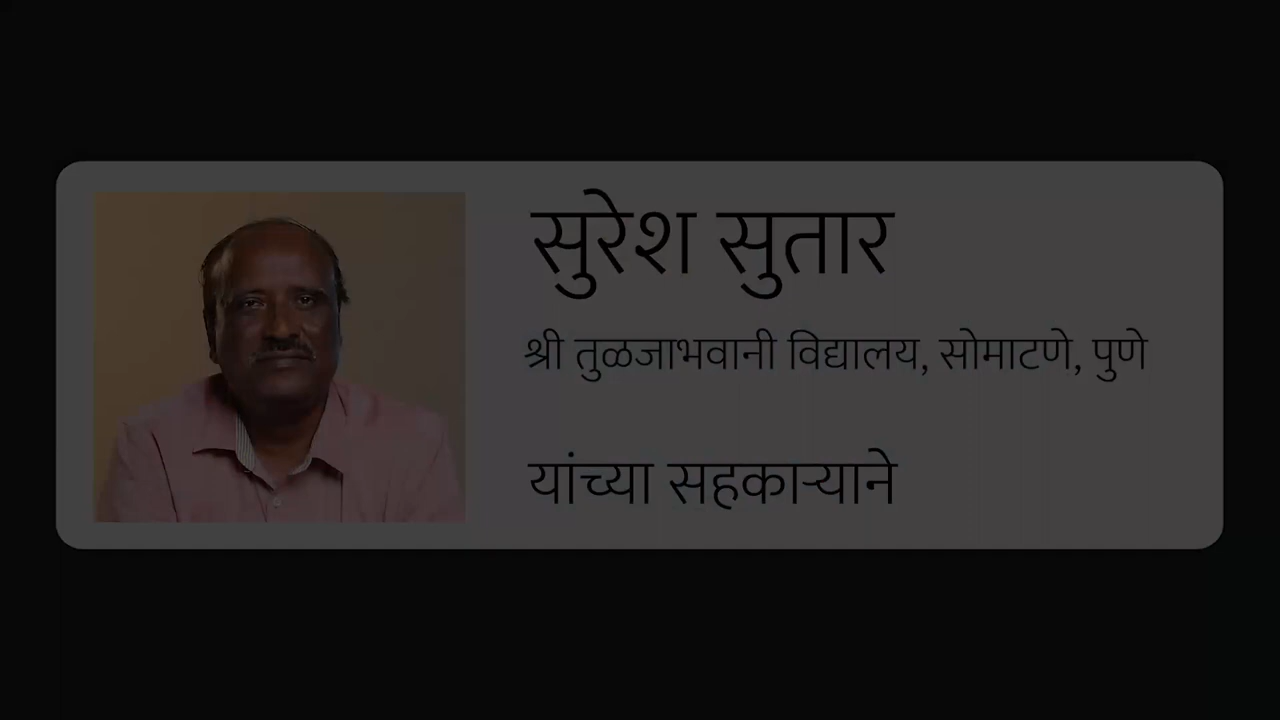 सुरेश सुतार
श्री तुळजाभवानी विद्यालय, सोमाटणे, पुणे
यांच्या सहकाऱ्याने